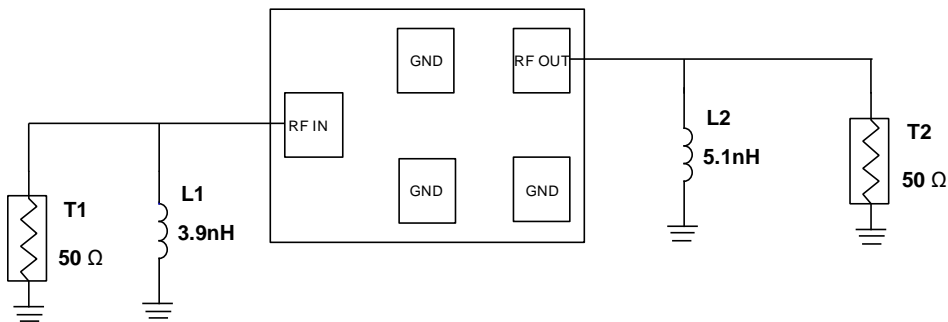 GND
RF OUT
RF IN
L2
5.1nH
T2
50 Ω
GND
GND
L1
3.9nH
T1
50 Ω